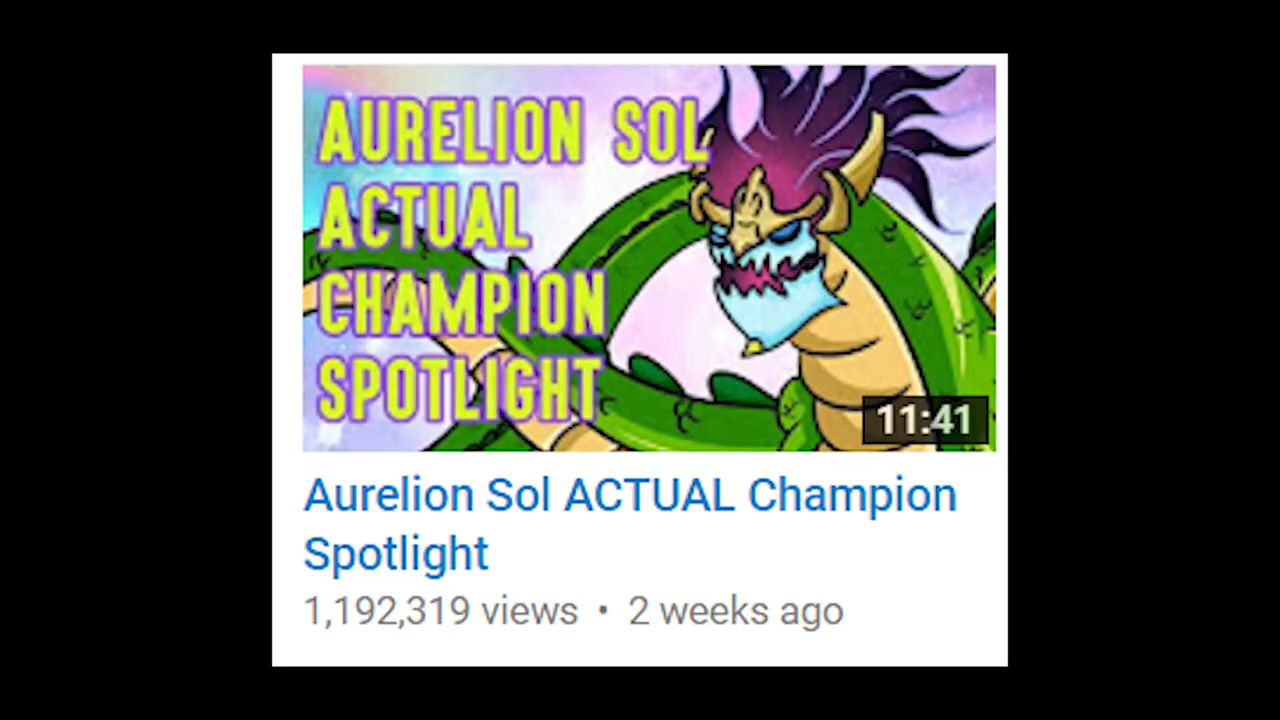 AURELION SOL
ACTUAL
CHAMPION
SPOTLIGHT
11:41
Aurelion Sol ACTUAL Champion
Spotlight
1,192,319 views • 2 weeks ago